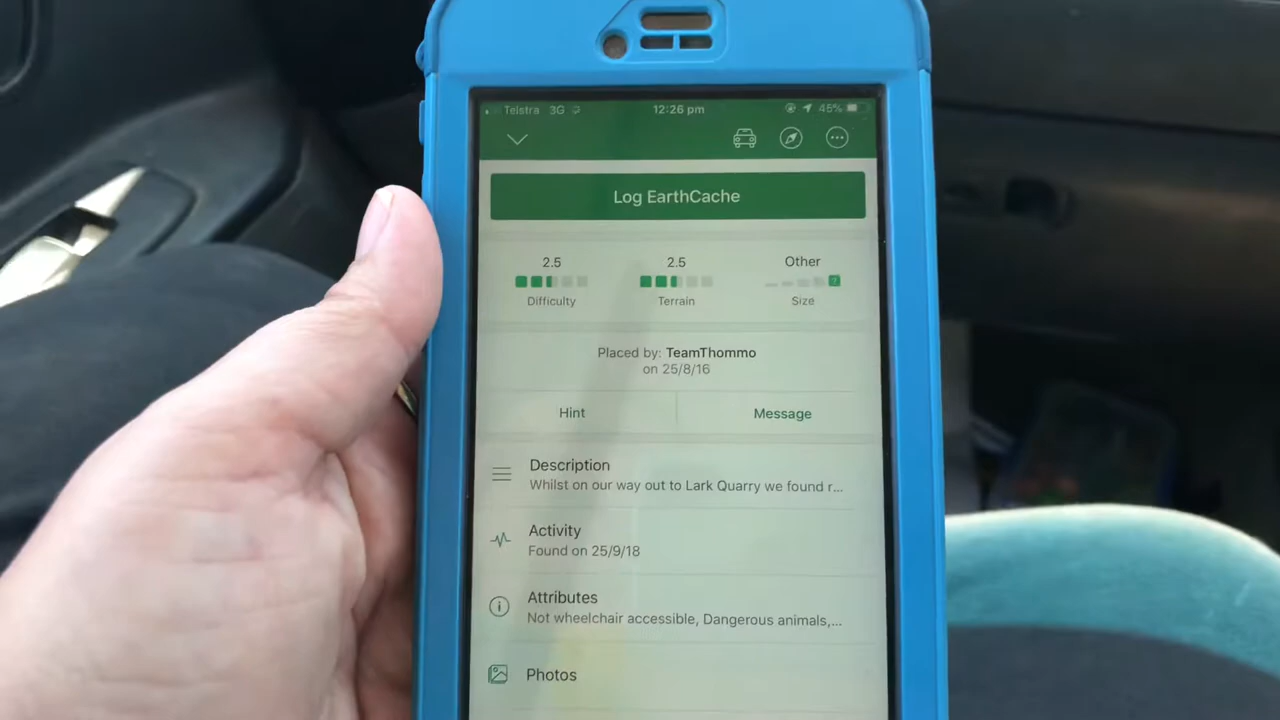 Telstra 3G 12:26 pm 45%
Log EarthCache
2.5 2.5 Other
Difficulty Terrain Size
Placed by: TeamThommo
on 25/8/16
Hint Message
Description
Whilst on our way out to Lark Quarry we found r...
Activity
Found on 25/9/18
Attributes
Not wheelchair accessible, Dangerous animals,...
Photos